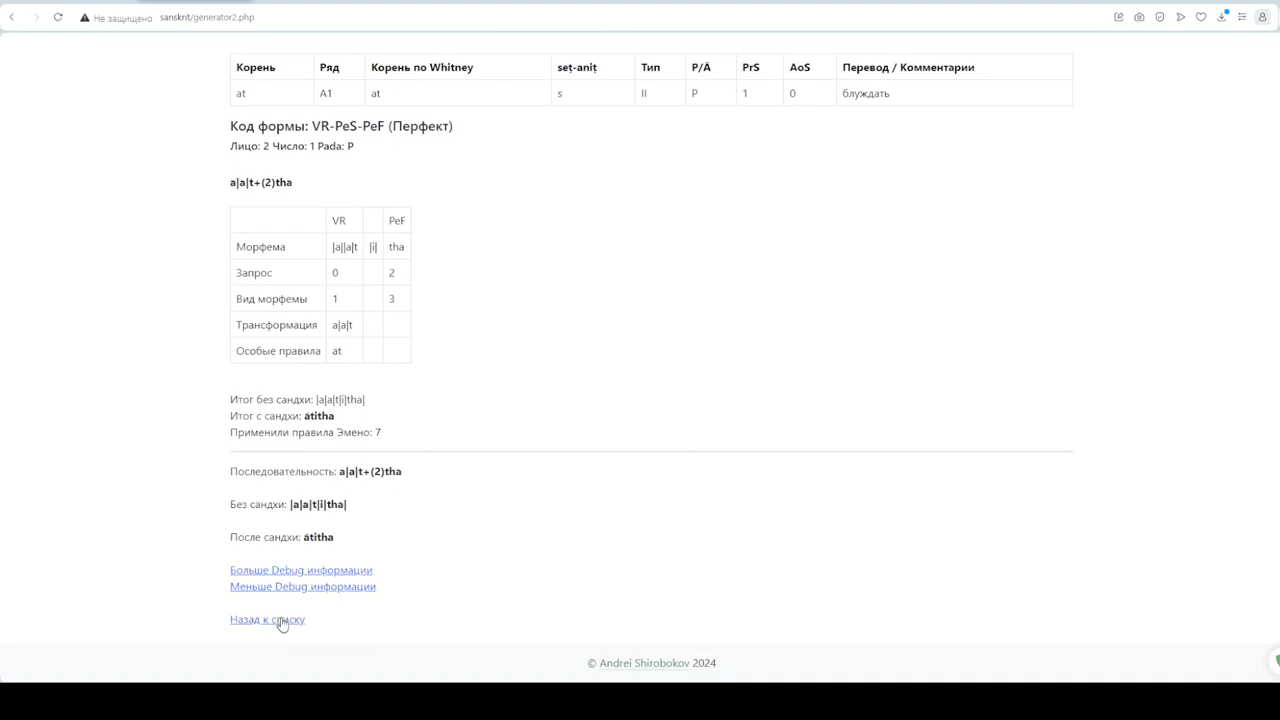 Не защищено sanskrit/generator2.php
Корень Ряд Корень по Whitney seṭ-aniṭ Тип P/Ā PrS AoS Перевод / Комментарии
at A1 at s II P 1 0 блуждать
Код формы: VR-PeS-PeF (Перфект)
Лицо: 2 Число: 1 Pada: P
a|a|t+(2)tha
VR PeF
Морфема |a||a|t |i| tha
Запрос 0 2
Вид морфемы 1 3
Трансформация a|a|t
Особые правила at
Итог без сандхи: |a|a|t|i|tha|
Итог с сандхи: ātitha
Применили правила Эмено: 7
Последовательность: a|a|t+(2)tha
Без сандхи: |a|a|t|i|tha|
После сандхи: ātitha
Больше Debug информации
Меньше Debug информации
Назад к списку
© Andrei Shirobokov 2024